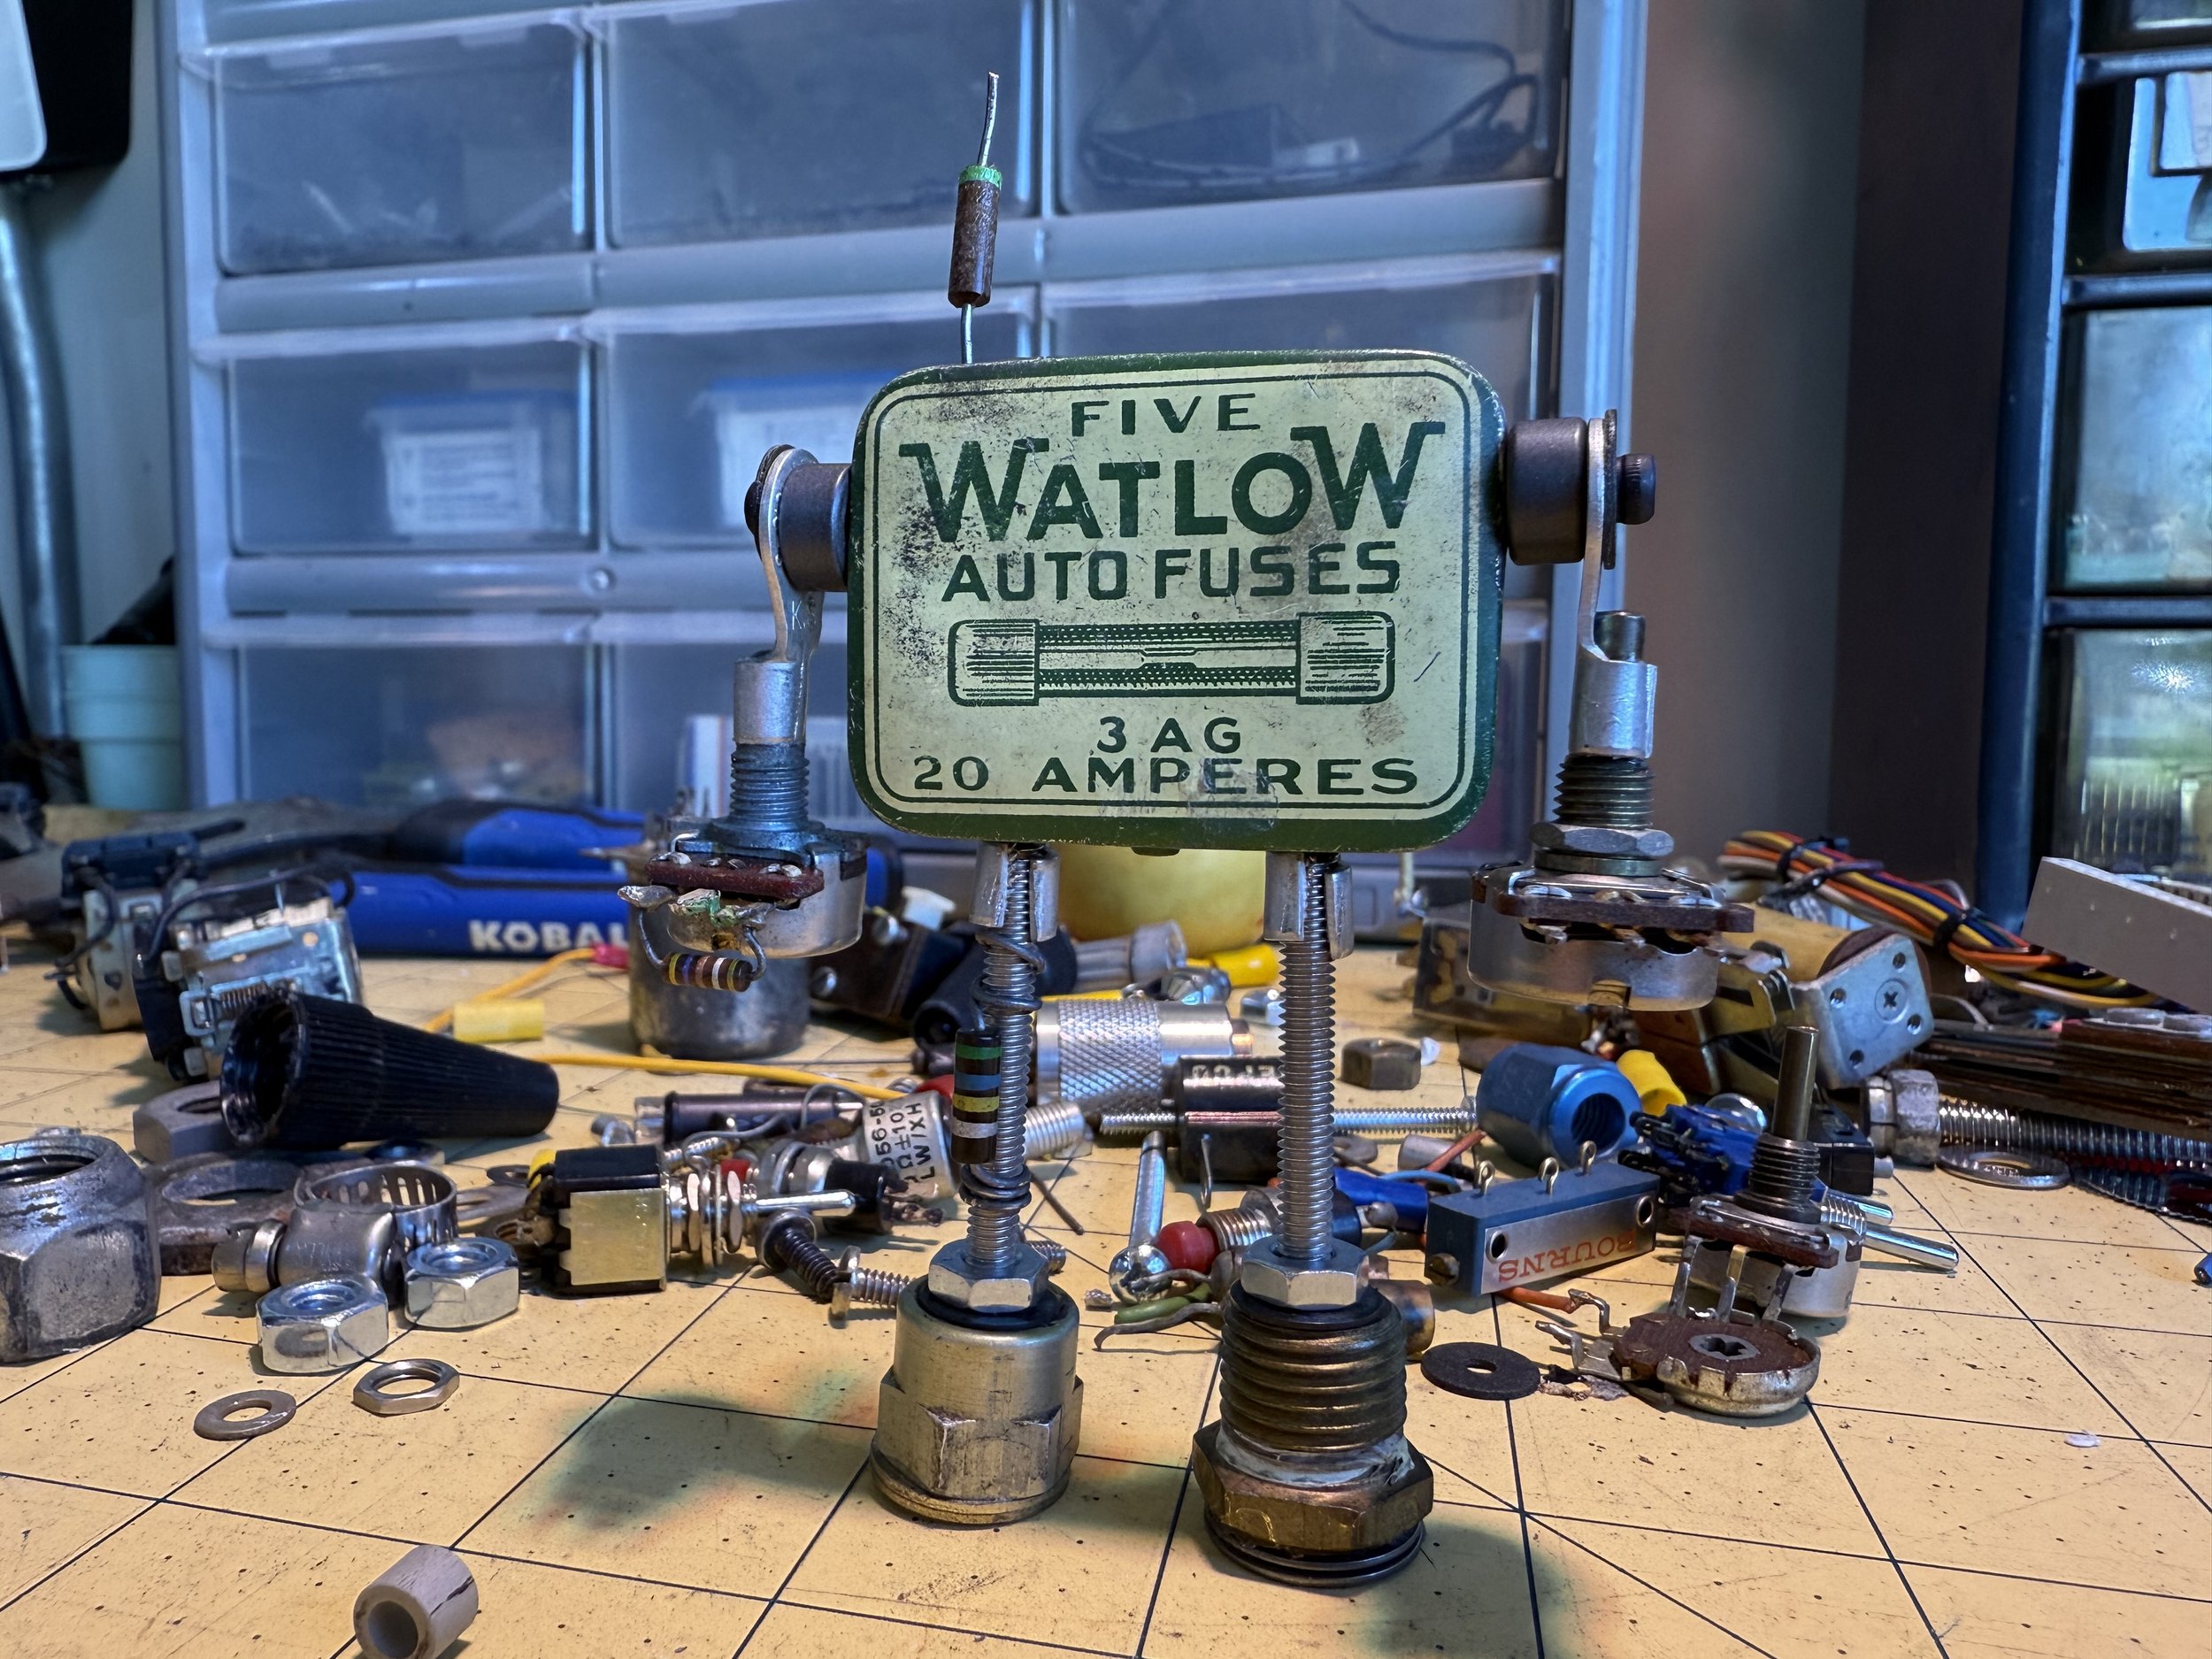 FIVE
WATLOW
AUTO FUSES
3 AG
20 AMPERES
KOBAL
BOURNS